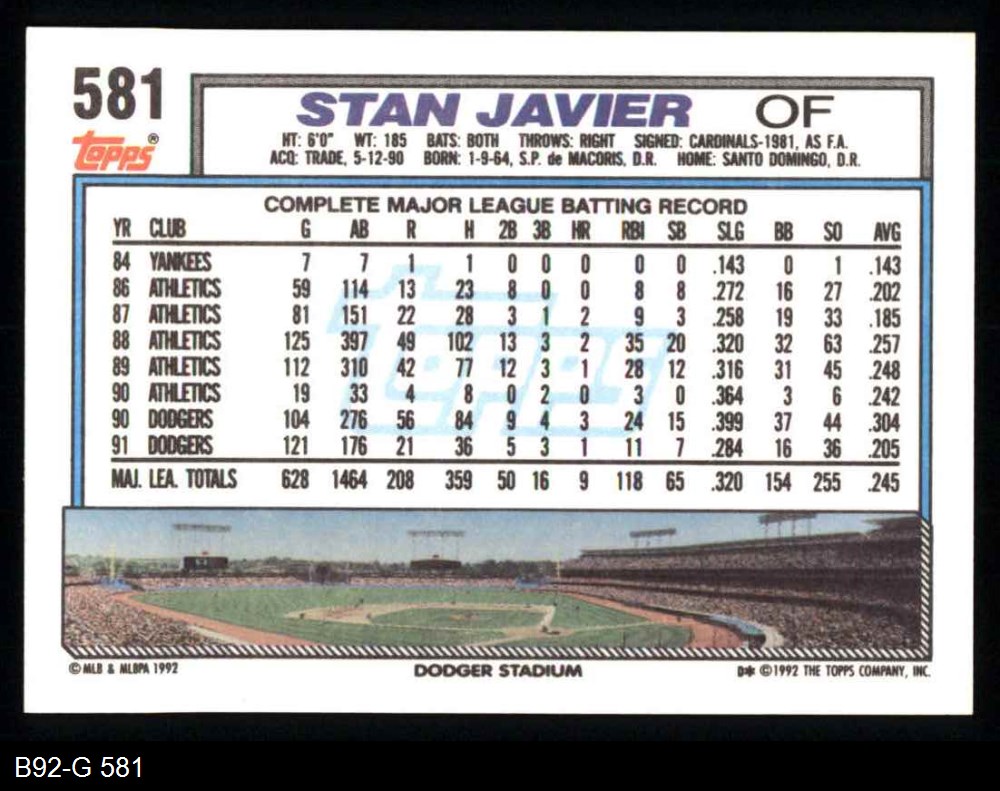 581
STAN JAVIER OF
topps®
HT: 6'0" WT: 185 BATS: BOTH THROWS: RIGHT SIGNED: CARDINALS-1981, AS F.A.
ACQ: TRADE, 5-12-90 BORN: 1-9-64, S.P. de MACORIS, D.R. HOME: SANTO DOMINGO, D.R.
COMPLETE MAJOR LEAGUE BATTING RECORD
YR CLUB G AB R H 2B 3B HR RBI SB SLG BB SO AVG
84 YANKEES 7 7 1 1 0 0 0 0 0 .143 0 1 .143
86 ATHLETICS 59 114 13 23 8 0 0 8 8 .272 16 27 .202
87 ATHLETICS 81 151 22 28 3 1 2 9 3 .258 19 33 .185
88 ATHLETICS 125 397 49 102 13 3 2 35 20 .320 32 63 .257
89 ATHLETICS 112 310 42 77 12 3 1 28 12 .316 31 45 .248
90 ATHLETICS 19 33 4 8 0 2 0 3 0 .364 3 6 .242
90 DODGERS 104 276 56 84 9 4 3 24 15 .399 37 44 .304
91 DODGERS 121 176 21 36 5 3 1 11 7 .284 16 36 .205
MAJ. LEA. TOTALS 628 1464 208 359 50 16 9 118 65 .320 154 255 .245
topps
© MLB & MLBPA 1992 DODGER STADIUM D* ©1992 THE TOPPS COMPANY, INC.
B92-G 581